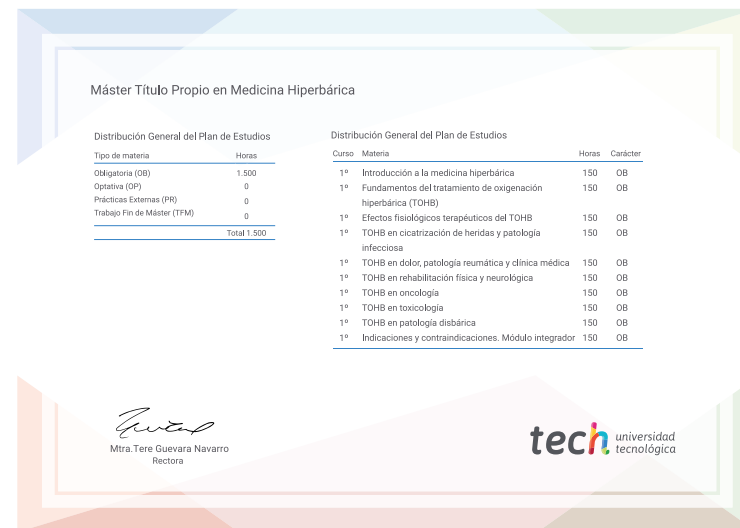 Máster Título Propio en Medicina Hiperbárica
Distribución General del Plan de Estudios
Tipo de materia Horas
Obligatoria (OB) 1.500
Optativa (OP) 0
Prácticas Externas (PR) 0
Trabajo Fin de Máster (TFM) 0
Total 1.500
Distribución General del Plan de Estudios
Curso Materia Horas Carácter
1º Introducción a la medicina hiperbárica 150 OB
1º Fundamentos del tratamiento de oxigenación 150 OB
hiperbárica (TOHB)
1º Efectos fisiológicos terapéuticos del TOHB 150 OB
1º TOHB en cicatrización de heridas y patología 150 OB
infecciosa
1º TOHB en dolor, patología reumática y clínica médica 150 OB
1º TOHB en rehabilitación física y neurológica 150 OB
1º TOHB en oncología 150 OB
1º TOHB en toxicología 150 OB
1º TOHB en patología disbárica 150 OB
1º Indicaciones y contraindicaciones. Módulo integrador 150 OB
Mtra.Tere Guevara Navarro
Rectora
tech universidad
tecnológica